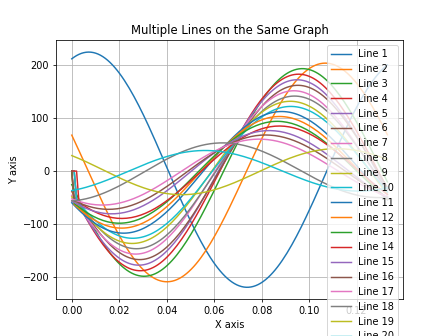 Multiple Lines on the Same Graph
Y axis
200
100
0
−100
−200
0.00
0.02
0.04
0.06
0.08
0.10
X axis
Line 1
Line 2
Line 3
Line 4
Line 5
Line 6
Line 7
Line 8
Line 9
Line 10
Line 11
Line 12
Line 13
Line 14
Line 15
Line 16
Line 17
Line 18
Line 19
Line 20